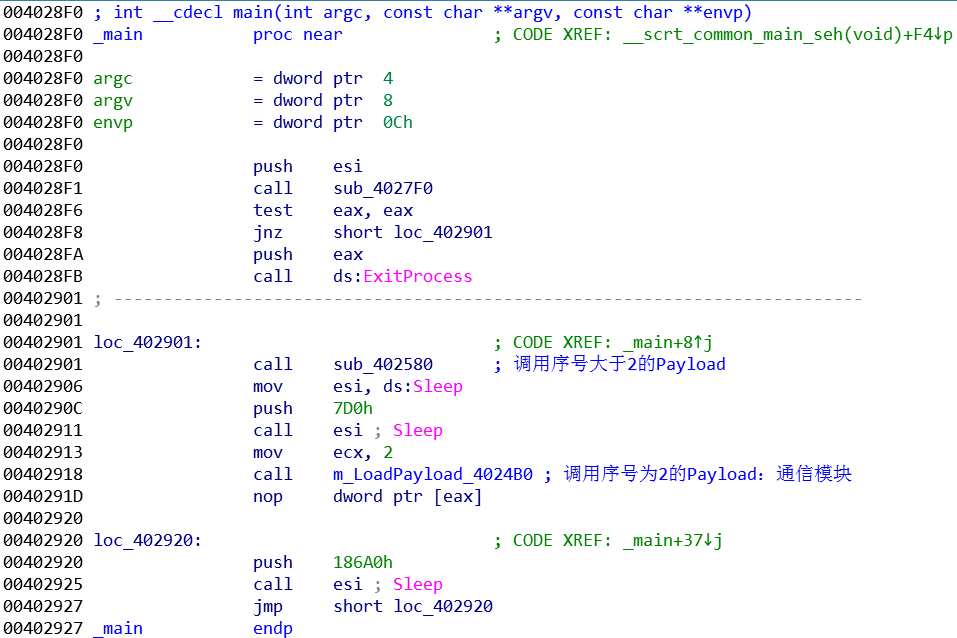 004028F0 ; int __cdecl main(int argc, const char **argv, const char **envp)
004028F0 _main proc near ; CODE XREF: __scrt_common_main_seh(void)+F4↓p
004028F0
004028F0 argc = dword ptr 4
004028F0 argv = dword ptr 8
004028F0 envp = dword ptr 0Ch
004028F0
004028F0 push esi
004028F1 call sub_4027F0
004028F6 test eax, eax
004028F8 jnz short loc_402901
004028FA push eax
004028FB call ds:ExitProcess
00402901 ; ---------------------------------------------------------------------------
00402901
00402901 loc_402901: ; CODE XREF: _main+8↑j
00402901 call sub_402580 ; 调用序号大于2的Payload
00402906 mov esi, ds:Sleep
0040290C push 7D0h
00402911 call esi ; Sleep
00402913 mov ecx, 2
00402918 call m_LoadPayload_4024B0 ; 调用序号为2的Payload：通信模块
0040291D nop dword ptr [eax]
00402920
00402920 loc_402920: ; CODE XREF: _main+37↓j
00402920 push 186A0h
00402925 call esi ; Sleep
00402927 jmp short loc_402920
00402927 _main endp